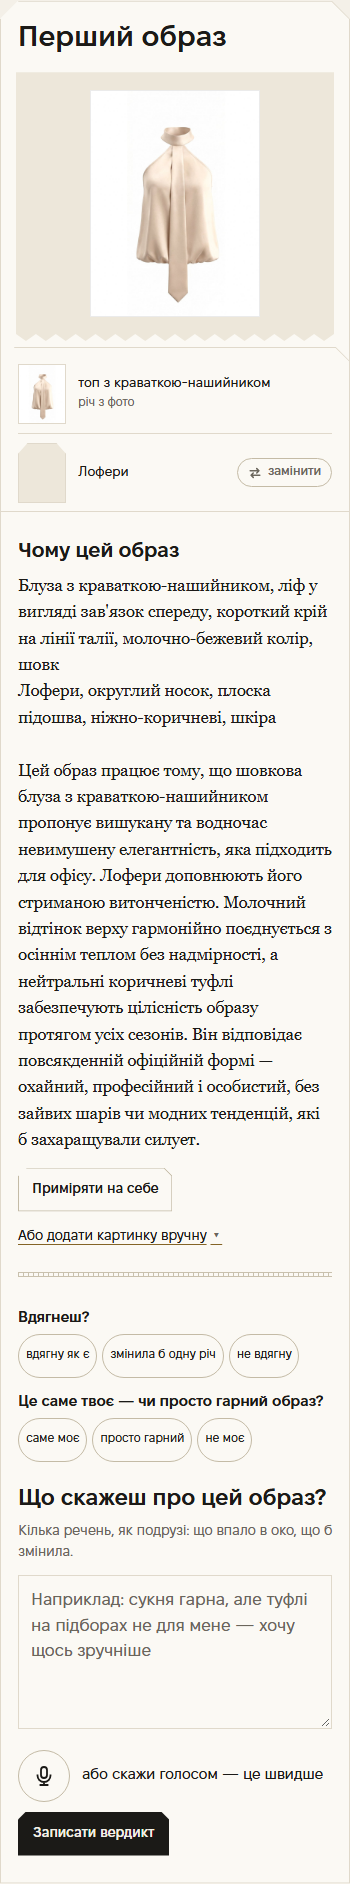 Перший образ
топ з краваткою-нашийником
річ з фото
Лофери
замінити
Чому цей образ
Блуза з краваткою-нашийником, ліф у
вигляді зав'язок спереду, короткий крій
на лінії талії, молочно-бежевий колір,
шовк
Лофери, округлий носок, плоска
підошва, ніжно-коричневі, шкіра
Цей образ працює тому, що шовкова
блуза з краваткою-нашийником
пропонує вишукану та водночас
невимушену елегантність, яка підходить
для офісу. Лофери доповнюють його
стриманою витонченістю. Молочний
відтінок верху гармонійно поєднується з
осіннім теплом без надмірності, а
нейтральні коричневі туфлі
забезпечують цілісність образу
протягом усіх сезонів. Він відповідає
повсякденній офіційній формі —
охайний, професійний і особистий, без
зайвих шарів чи модних тенденцій, які
б захаращували силует.
Приміряти на себе
Або додати картинку вручну
Вдягнеш?
вдягну як є
змінила б одну річ
не вдягну
Це саме твоє — чи просто гарний образ?
саме моє
просто гарний
не моє
Що скажеш про цей образ?
Кілька речень, як подрузі: що впало в око, що б
змінила.
Наприклад: сукня гарна, але туфлі
на підборах не для мене — хочу
щось зручніше
або скажи голосом — це швидше
Записати вердикт